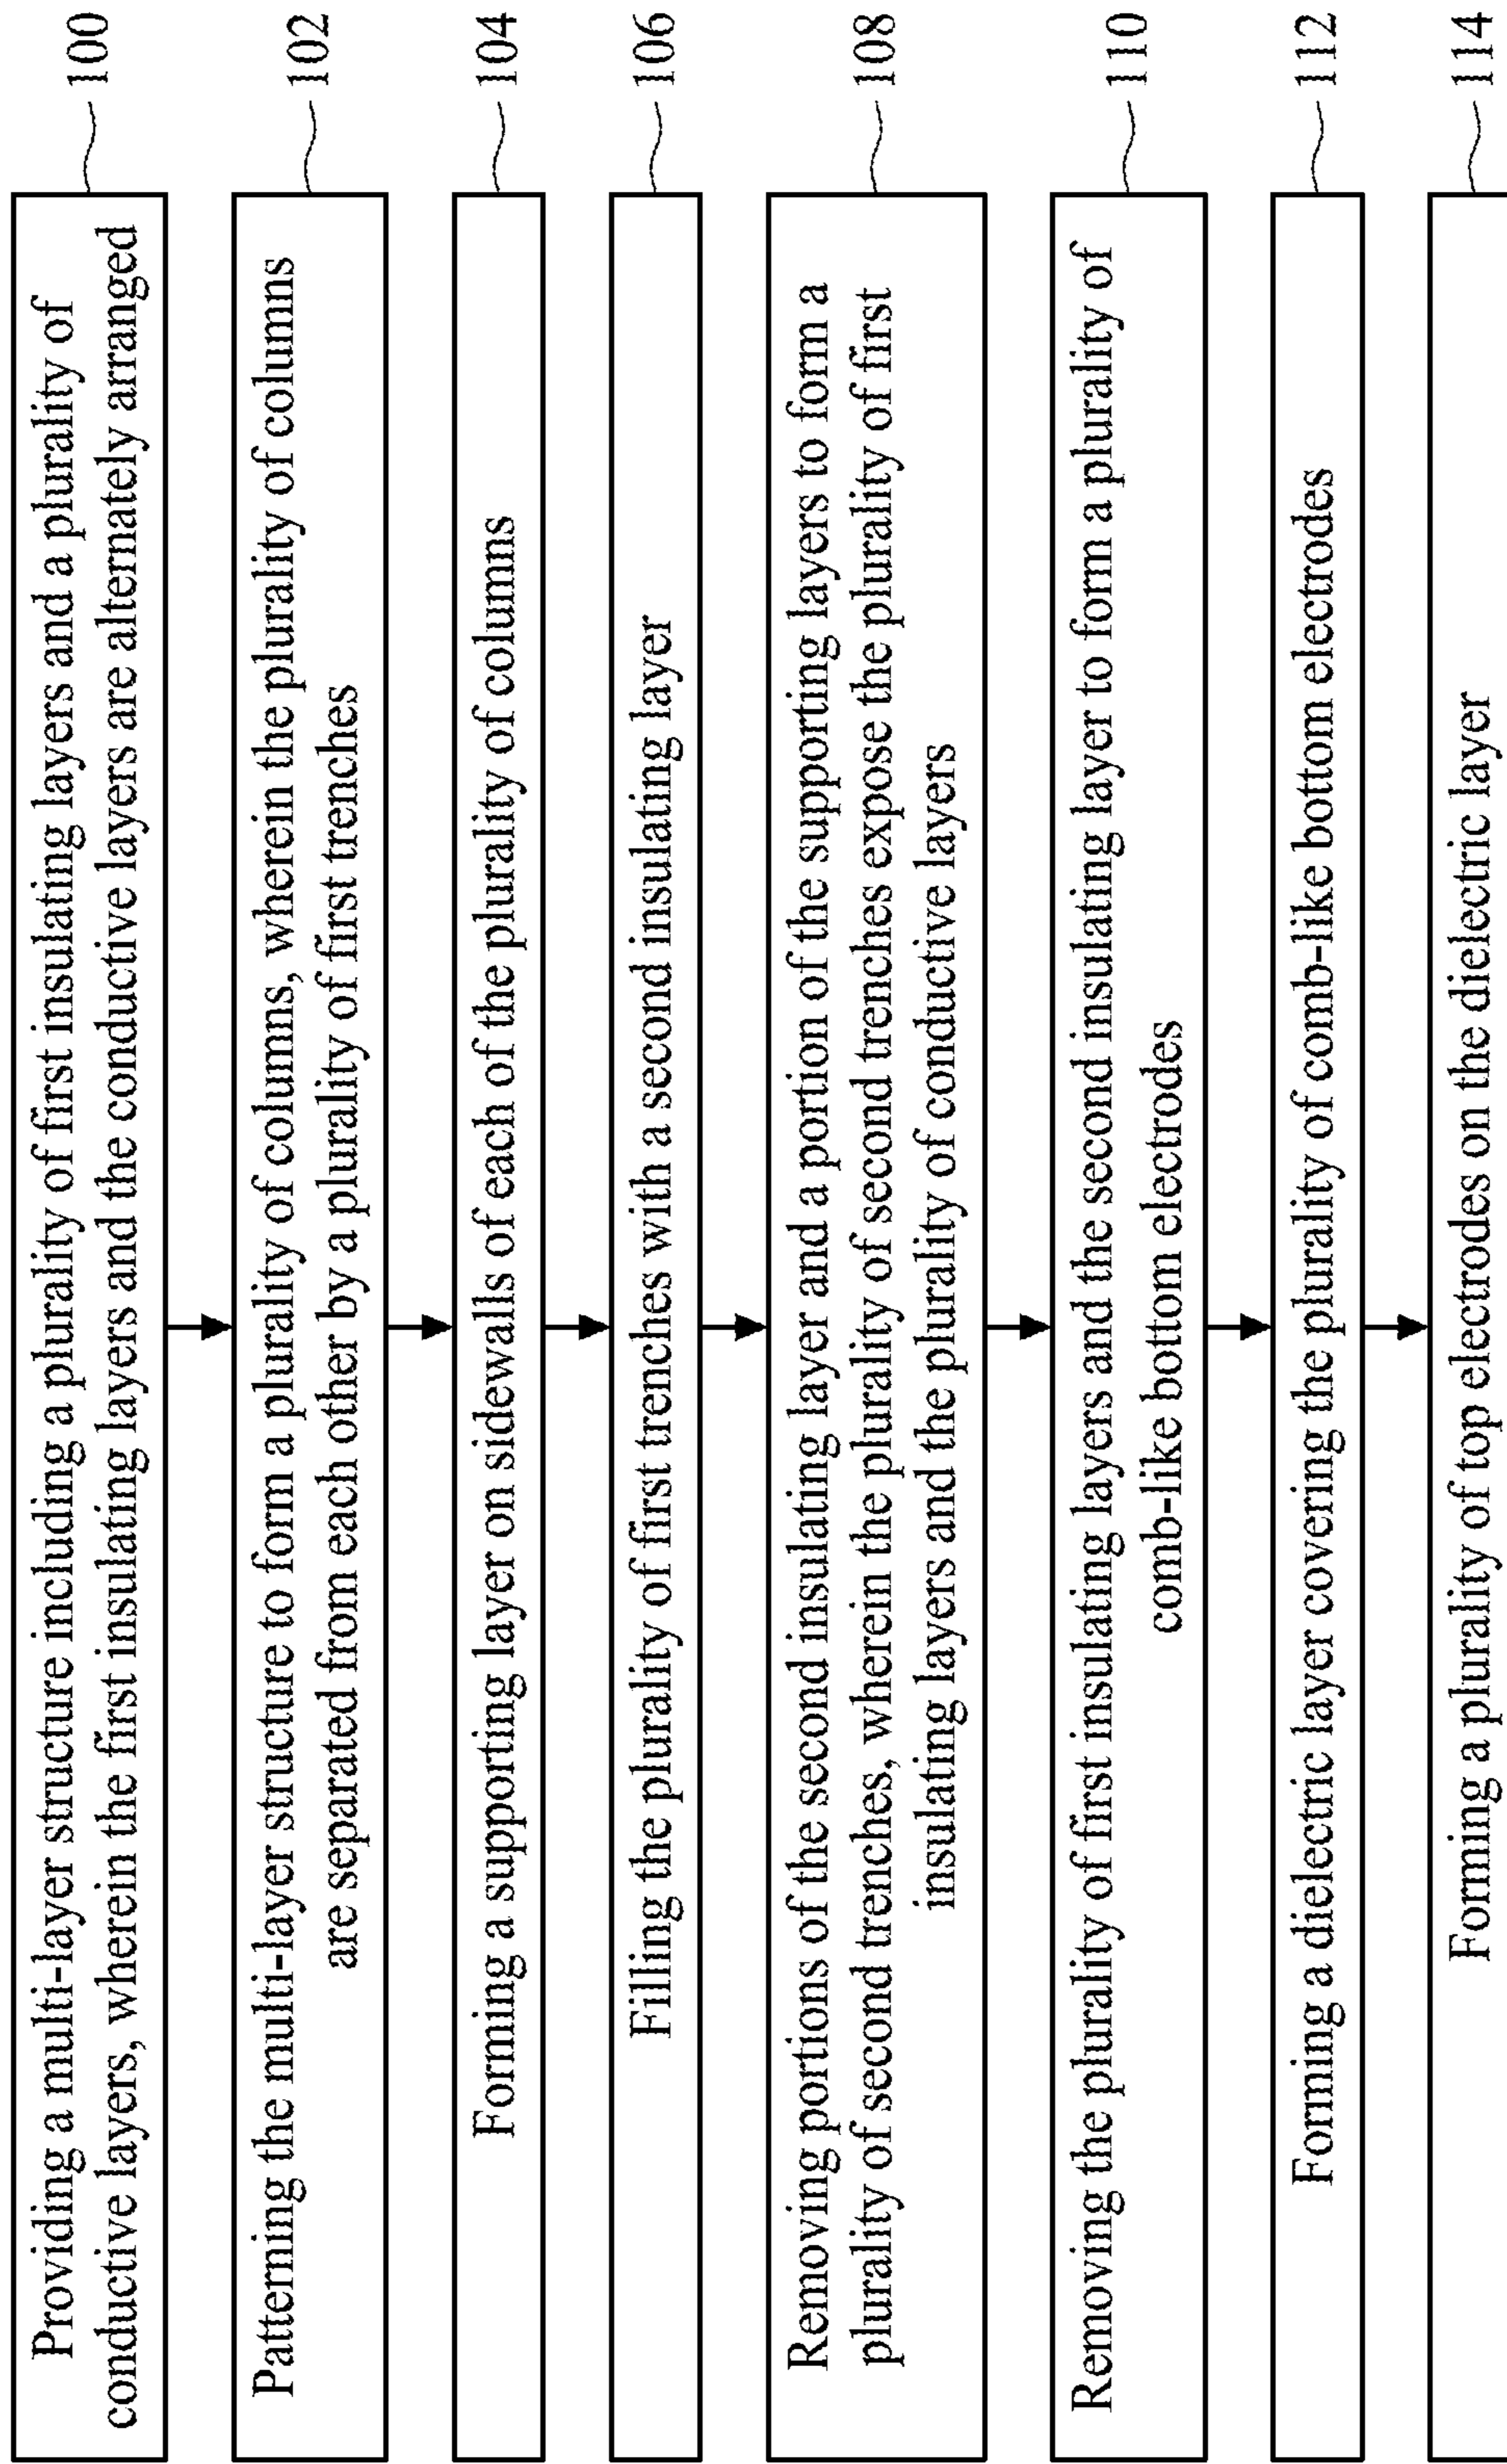 Providing a multi-layer structure including a plurality of first insulating layers and a plurality of
conductive layers, wherein the first insulating layers and the conductive layers are alternately arranged
100
Patterning the multi-layer structure to form a plurality of columns, wherein the plurality of columns
are separated from each other by a plurality of first trenches
102
Forming a supporting layer on sidewalls of each of the plurality of columns
104
Filling the plurality of first trenches with a second insulating layer
106
Removing portions of the second insulating layer and a portion of the supporting layers to form a
plurality of second trenches, wherein the plurality of second trenches expose the plurality of first
insulating layers and the plurality of conductive layers
108
Removing the plurality of first insulating layers and the second insulating layer to form a plurality of
comb-like bottom electrodes
110
Forming a dielectric layer covering the plurality of comb-like bottom electrodes
112
Forming a plurality of top electrodes on the dielectric layer
114